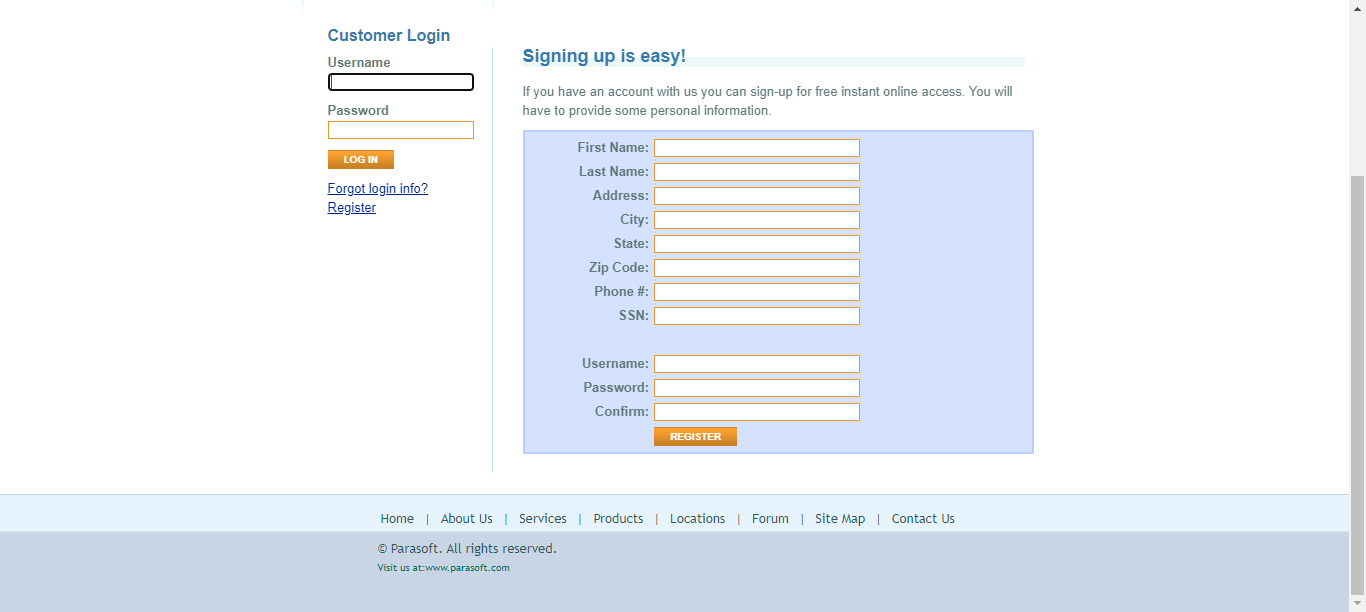 Customer Login
Username
Password
LOG IN
Forgot login info?
Register
Signing up is easy!
If you have an account with us you can sign-up for free instant online access. You will
have to provide some personal information.
First Name:
Last Name:
Address:
City:
State:
Zip Code:
Phone #:
SSN:
Username:
Password:
Confirm:
REGISTER
Home | About Us | Services | Products | Locations | Forum | Site Map | Contact Us
© Parasoft. All rights reserved.
Visit us at:www.parasoft.com